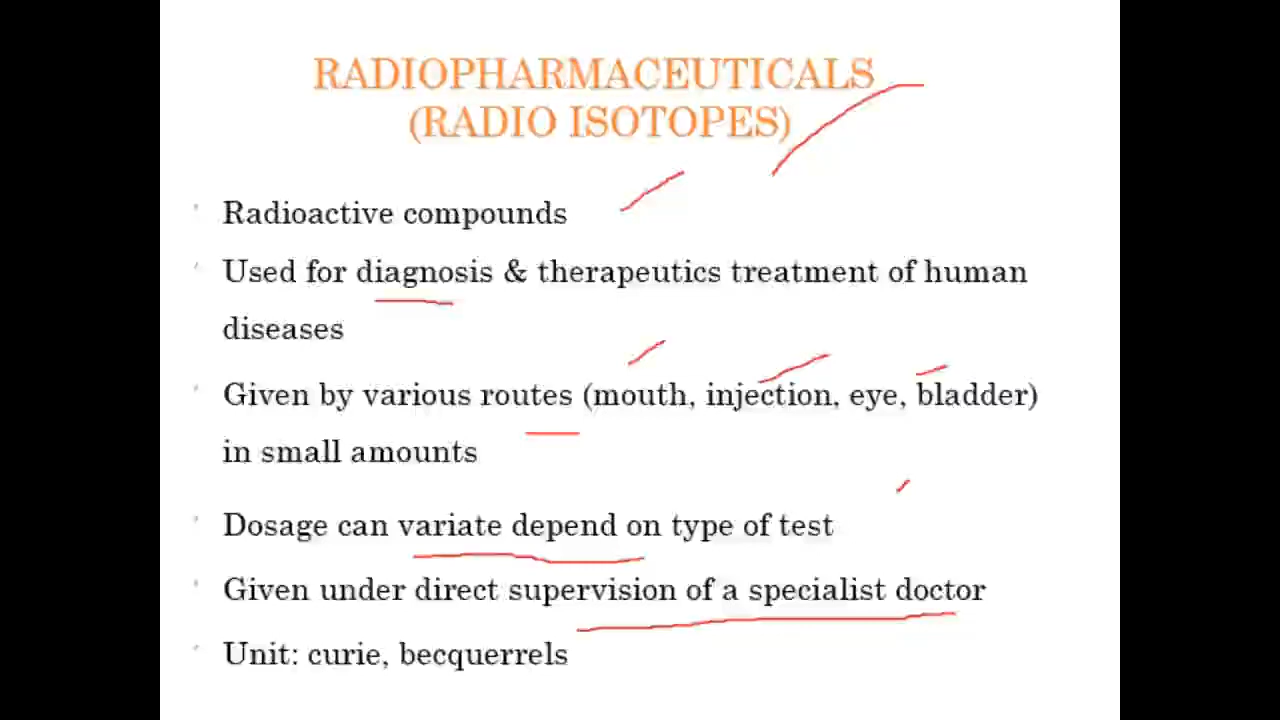 RADIOPHARMACEUTICALS
(RADIO ISOTOPES)
Radioactive compounds
Used for diagnosis & therapeutics treatment of human
diseases
Given by various routes (mouth, injection, eye, bladder)
in small amounts
Dosage can variate depend on type of test
Given under direct supervision of a specialist doctor
Unit: curie, becquerrels